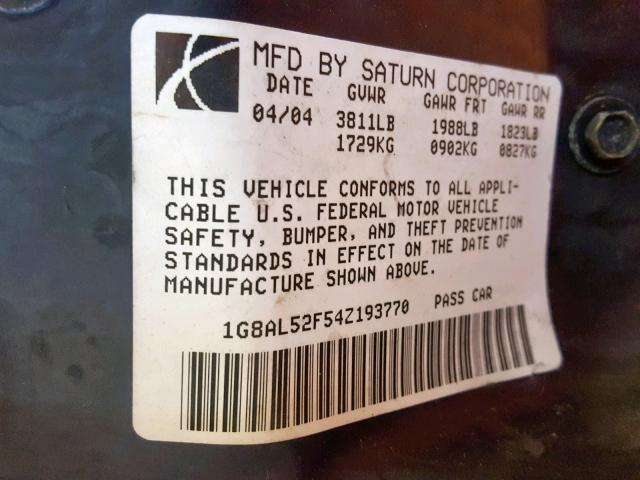 MFD BY SATURN CORPORATION
DATE GVWR GAWR FRT GAWR RR
04/04 3811LB 1988LB 1823LB
1729KG 0902KG 0827KG
THIS VEHICLE CONFORMS TO ALL APPLI-
CABLE U.S. FEDERAL MOTOR VEHICLE
SAFETY, BUMPER, AND THEFT PREVENTION
STANDARDS IN EFFECT ON THE DATE OF
MANUFACTURE SHOWN ABOVE.
1G8AL52F54Z193770 PASS CAR